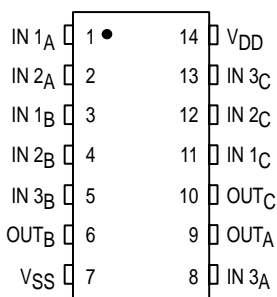 IN 1A 1 14 VDD
IN 2A 2 13 IN 3C
IN 1B 3 12 IN 2C
IN 2B 4 11 IN 1C
IN 3B 5 10 OUTC
OUTB 6 9 OUTA
VSS 7 8 IN 3A